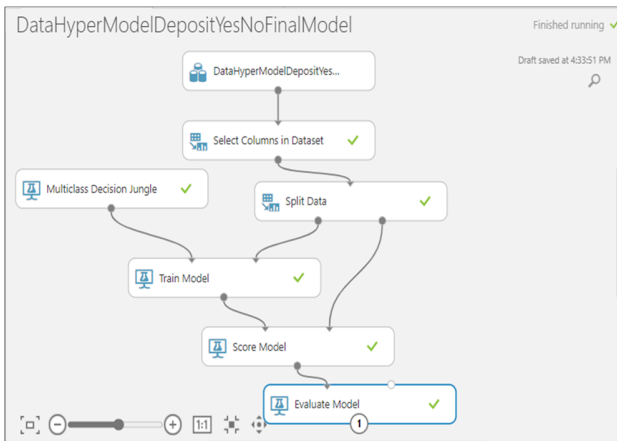 DataHyperModelDepositYesNoFinalModel
Finished running
Draft saved at 4:33:51 PM
DataHyperModelDepositYes...
Select Columns in Dataset
Multiclass Decision Jungle
Split Data
Train Model
Score Model
Evaluate Model
1:1
1